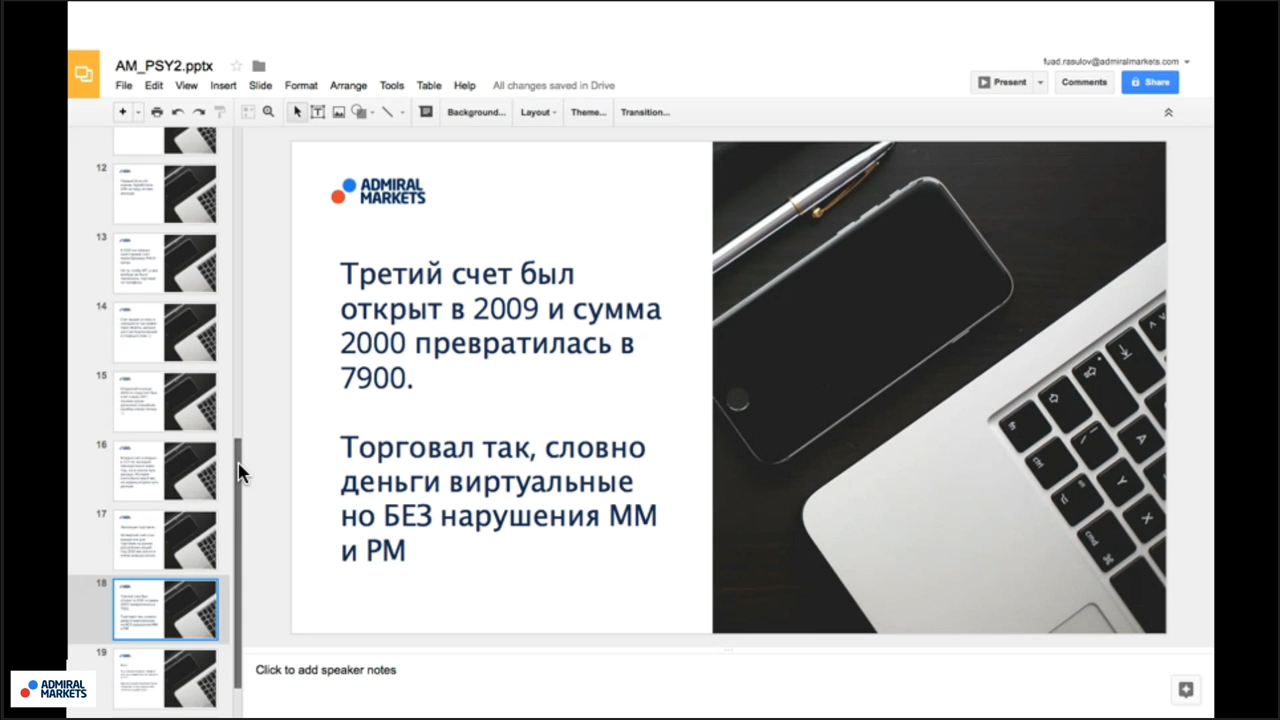 AM_PSY2.pptx
fuad.rasulov@admiralmarkets.com
File Edit View Insert Format Slide Arrange Tools Table Help All changes saved in Drive
Present Comments Share
Background... Layout Theme... Transition...
12
13
14
15
16
17
18
19
ADMIRAL
MARKETS
Третий счет был
открыт в 2009 и сумма
2000 превратилась в
7900.
Торговал так, словно
деньги виртуальные
но БЕЗ нарушения ММ
и РМ
fn
ctrl
cmd
A
Y
X
Click to add speaker notes
ADMIRAL
MARKETS